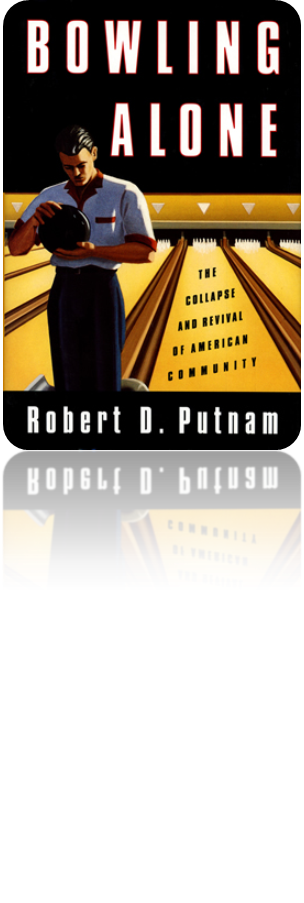 BOWLING
ALONE
THE
COLLAPSE
AND REVIVAL
OF AMERICAN
COMMUNITY
Robert D. Putnam